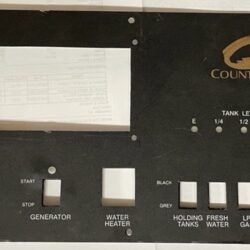 COUNT
TANK LE
E 1/4 1/2
START
STOP
GENERATOR
WATER
HEATER
BLACK
GREY
HOLDING
TANKS
FRESH
WATER
LP
GA